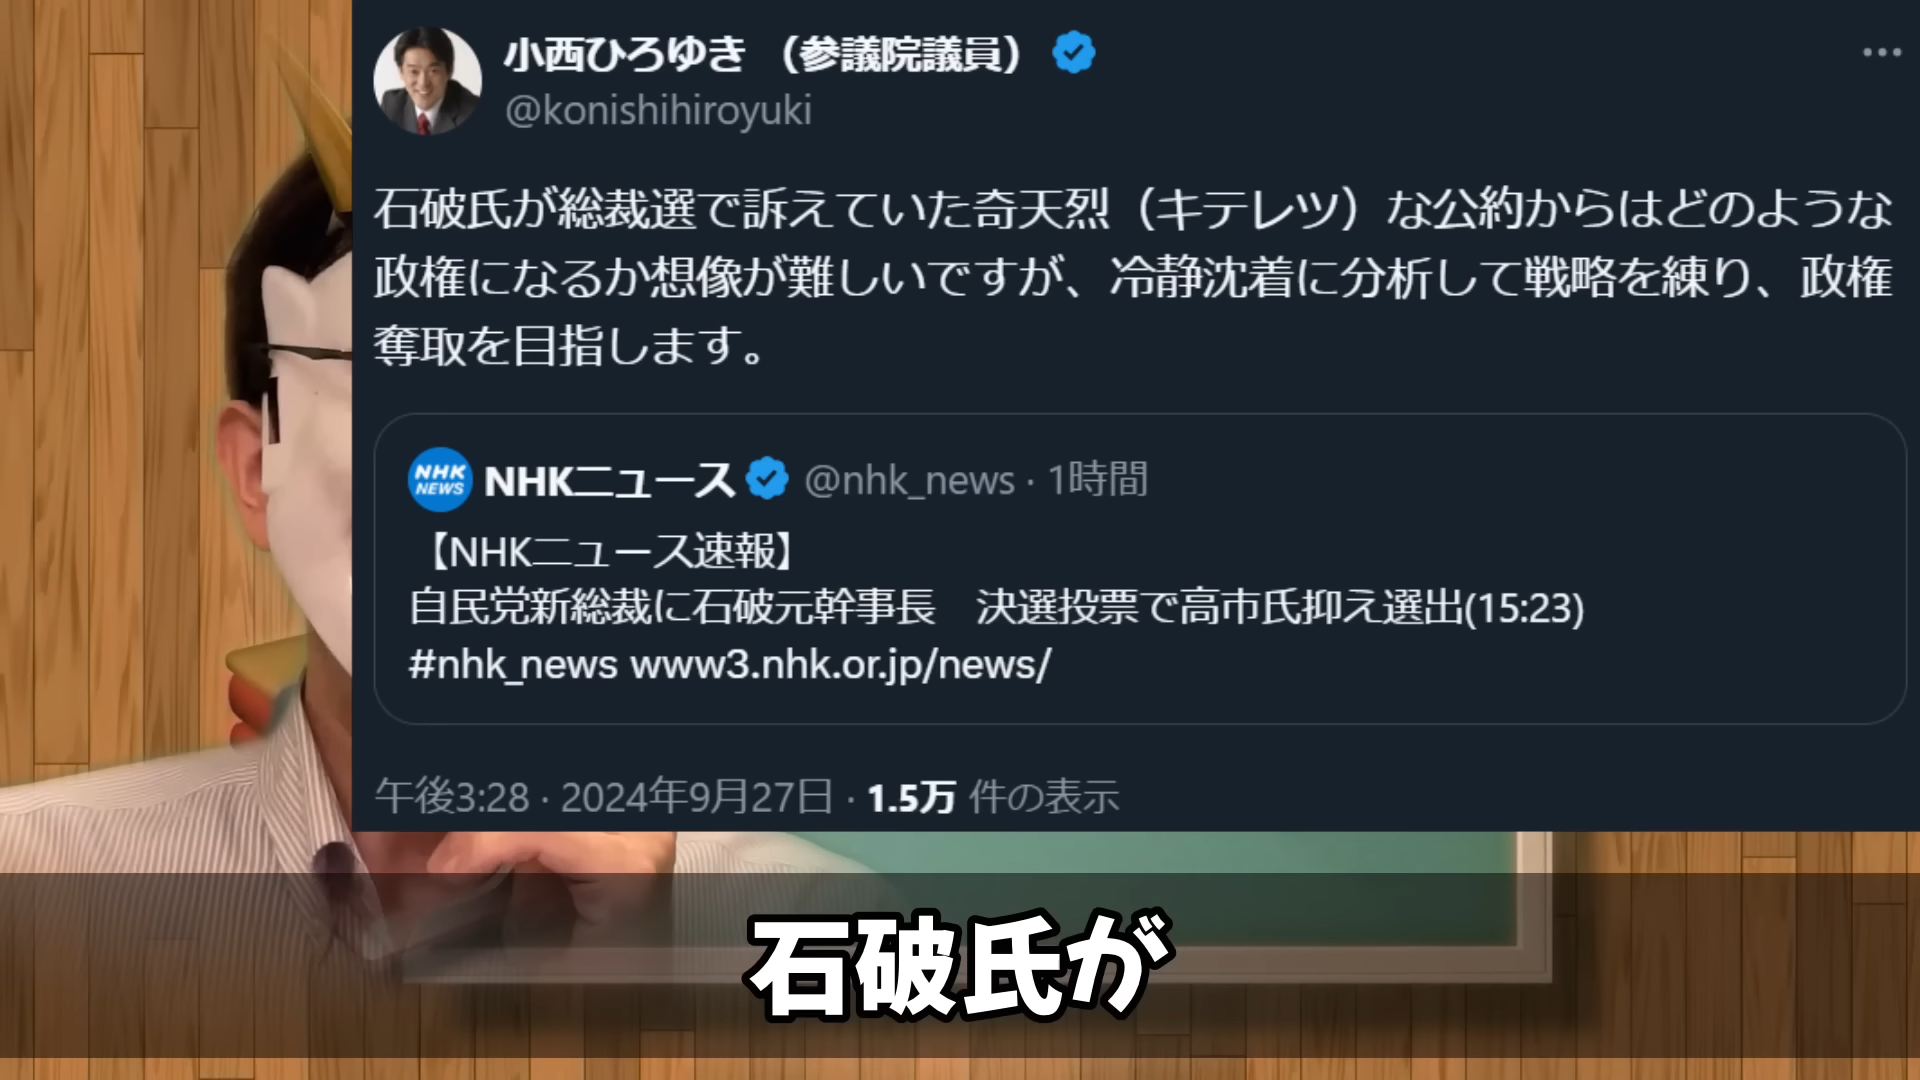 小西ひろゆき （参議院議員）
@konishihiroyuki
石破氏が総裁選で訴えていた奇天烈（キテレツ）な公約からはどのような
政権になるか想像が難しいですが、冷静沈着に分析して戦略を練り、政権
奪取を目指します。
NHK NEWS
NHKニュース @nhk_news · 1時間
【NHKニュース速報】
自民党新総裁に石破元幹事長　決選投票で高市氏抑え選出(15:23)
#nhk_news www3.nhk.or.jp/news/
午後3:28 · 2024年9月27日 · 1.5万 件の表示
石破氏が